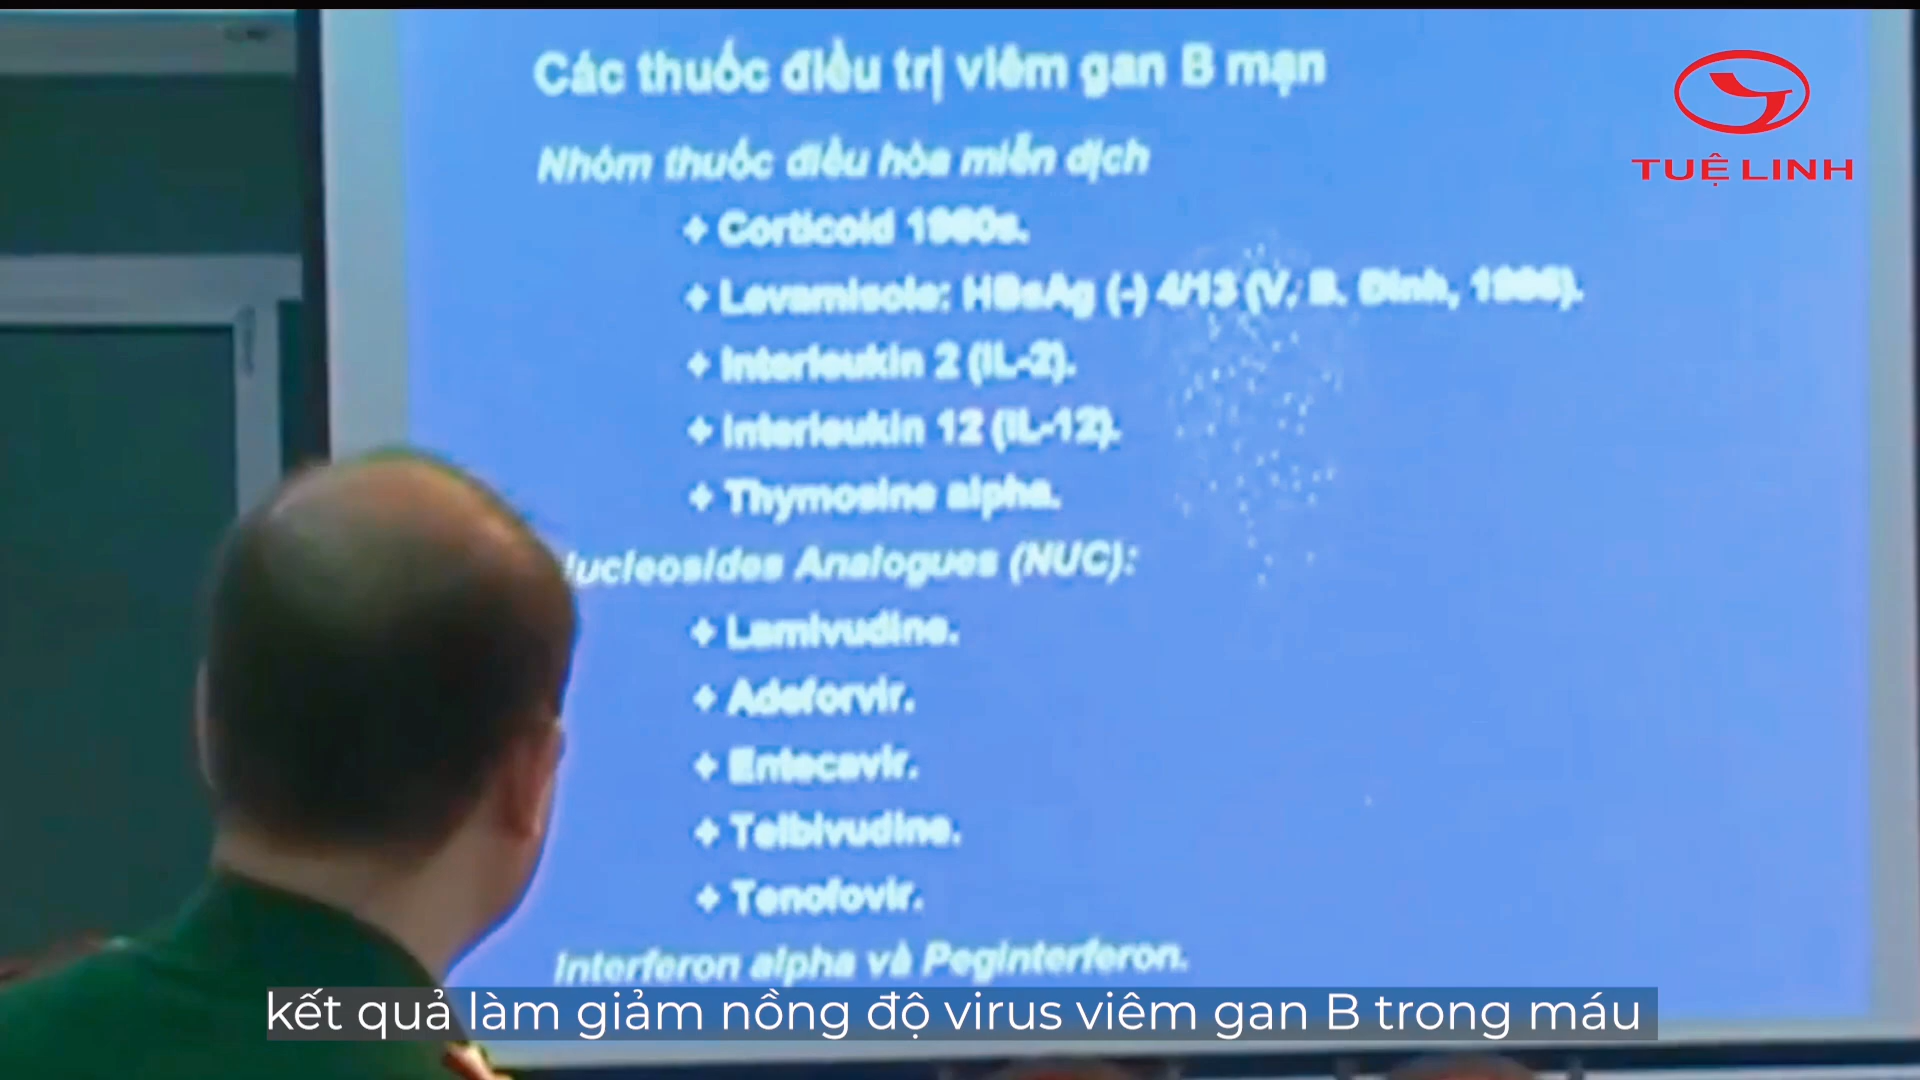 Các thuốc điều trị viêm gan B mạn
TUỆ LINH
Nhóm thuốc điều hòa miễn dịch
+ Corticoid 1980s.
+ Levamisole: HBsAg (-) 4/13 (V. B. Đinh,
+ Interleukin 2 (IL-2).
+ Interleukin 12 (IL-12).
+ Thymosine alpha.
ucleosides Analogues (NUC):
+ Lamivudine.
+ Adeforvir.
+ Entecavir.
+ Telbivudine.
+ Tenofovir.
Interferon alpha và Peginterferon.
kết quả làm giảm nồng độ virus viêm gan B trong máu